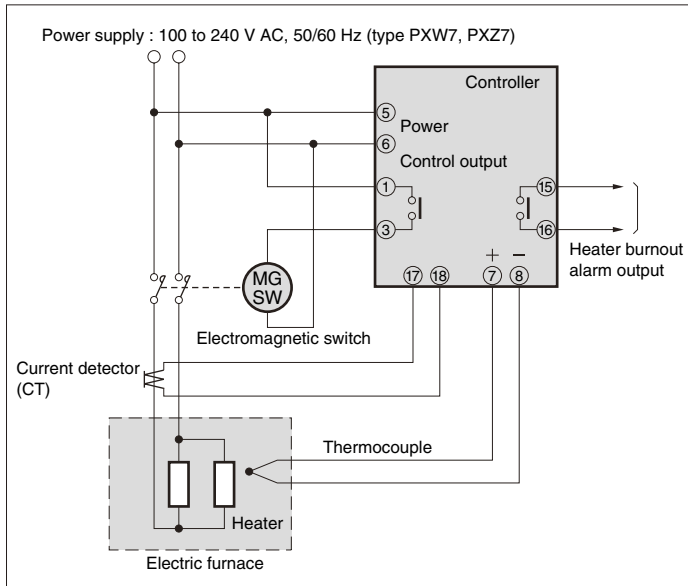 Power supply : 100 to 240 V AC, 50/60 Hz (type PXW7, PXZ7)
Controller
5
Power
6
Control output
1
15
3
16
Heater burnout
alarm output
+ −
17 18 7 8
MG
SW
Electromagnetic switch
Current detector
(CT)
Thermocouple
Heater
Electric furnace